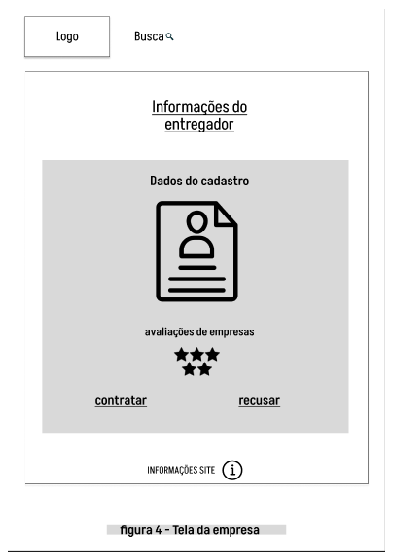 Logo
Busca
Informações do
entregador
Dados do cadastro
avaliações de empresas
contratar
recusar
INFORMAÇÕES SITE
figura 4 - Tela da empresa